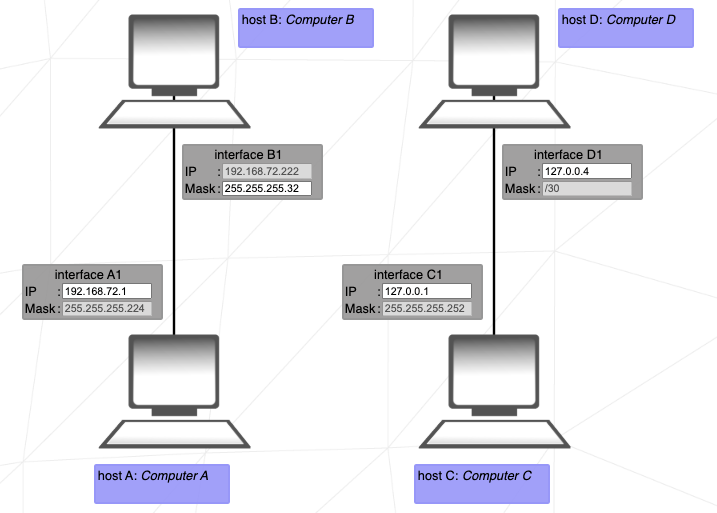 host B: Computer B
host D: Computer D
interface B1
IP : 192.168.72.222
Mask: 255.255.255.32
interface D1
IP : 127.0.0.4
Mask: /30
interface A1
IP : 192.168.72.1
Mask: 255.255.255.224
interface C1
IP : 127.0.0.1
Mask: 255.255.255.252
host A: Computer A
host C: Computer C